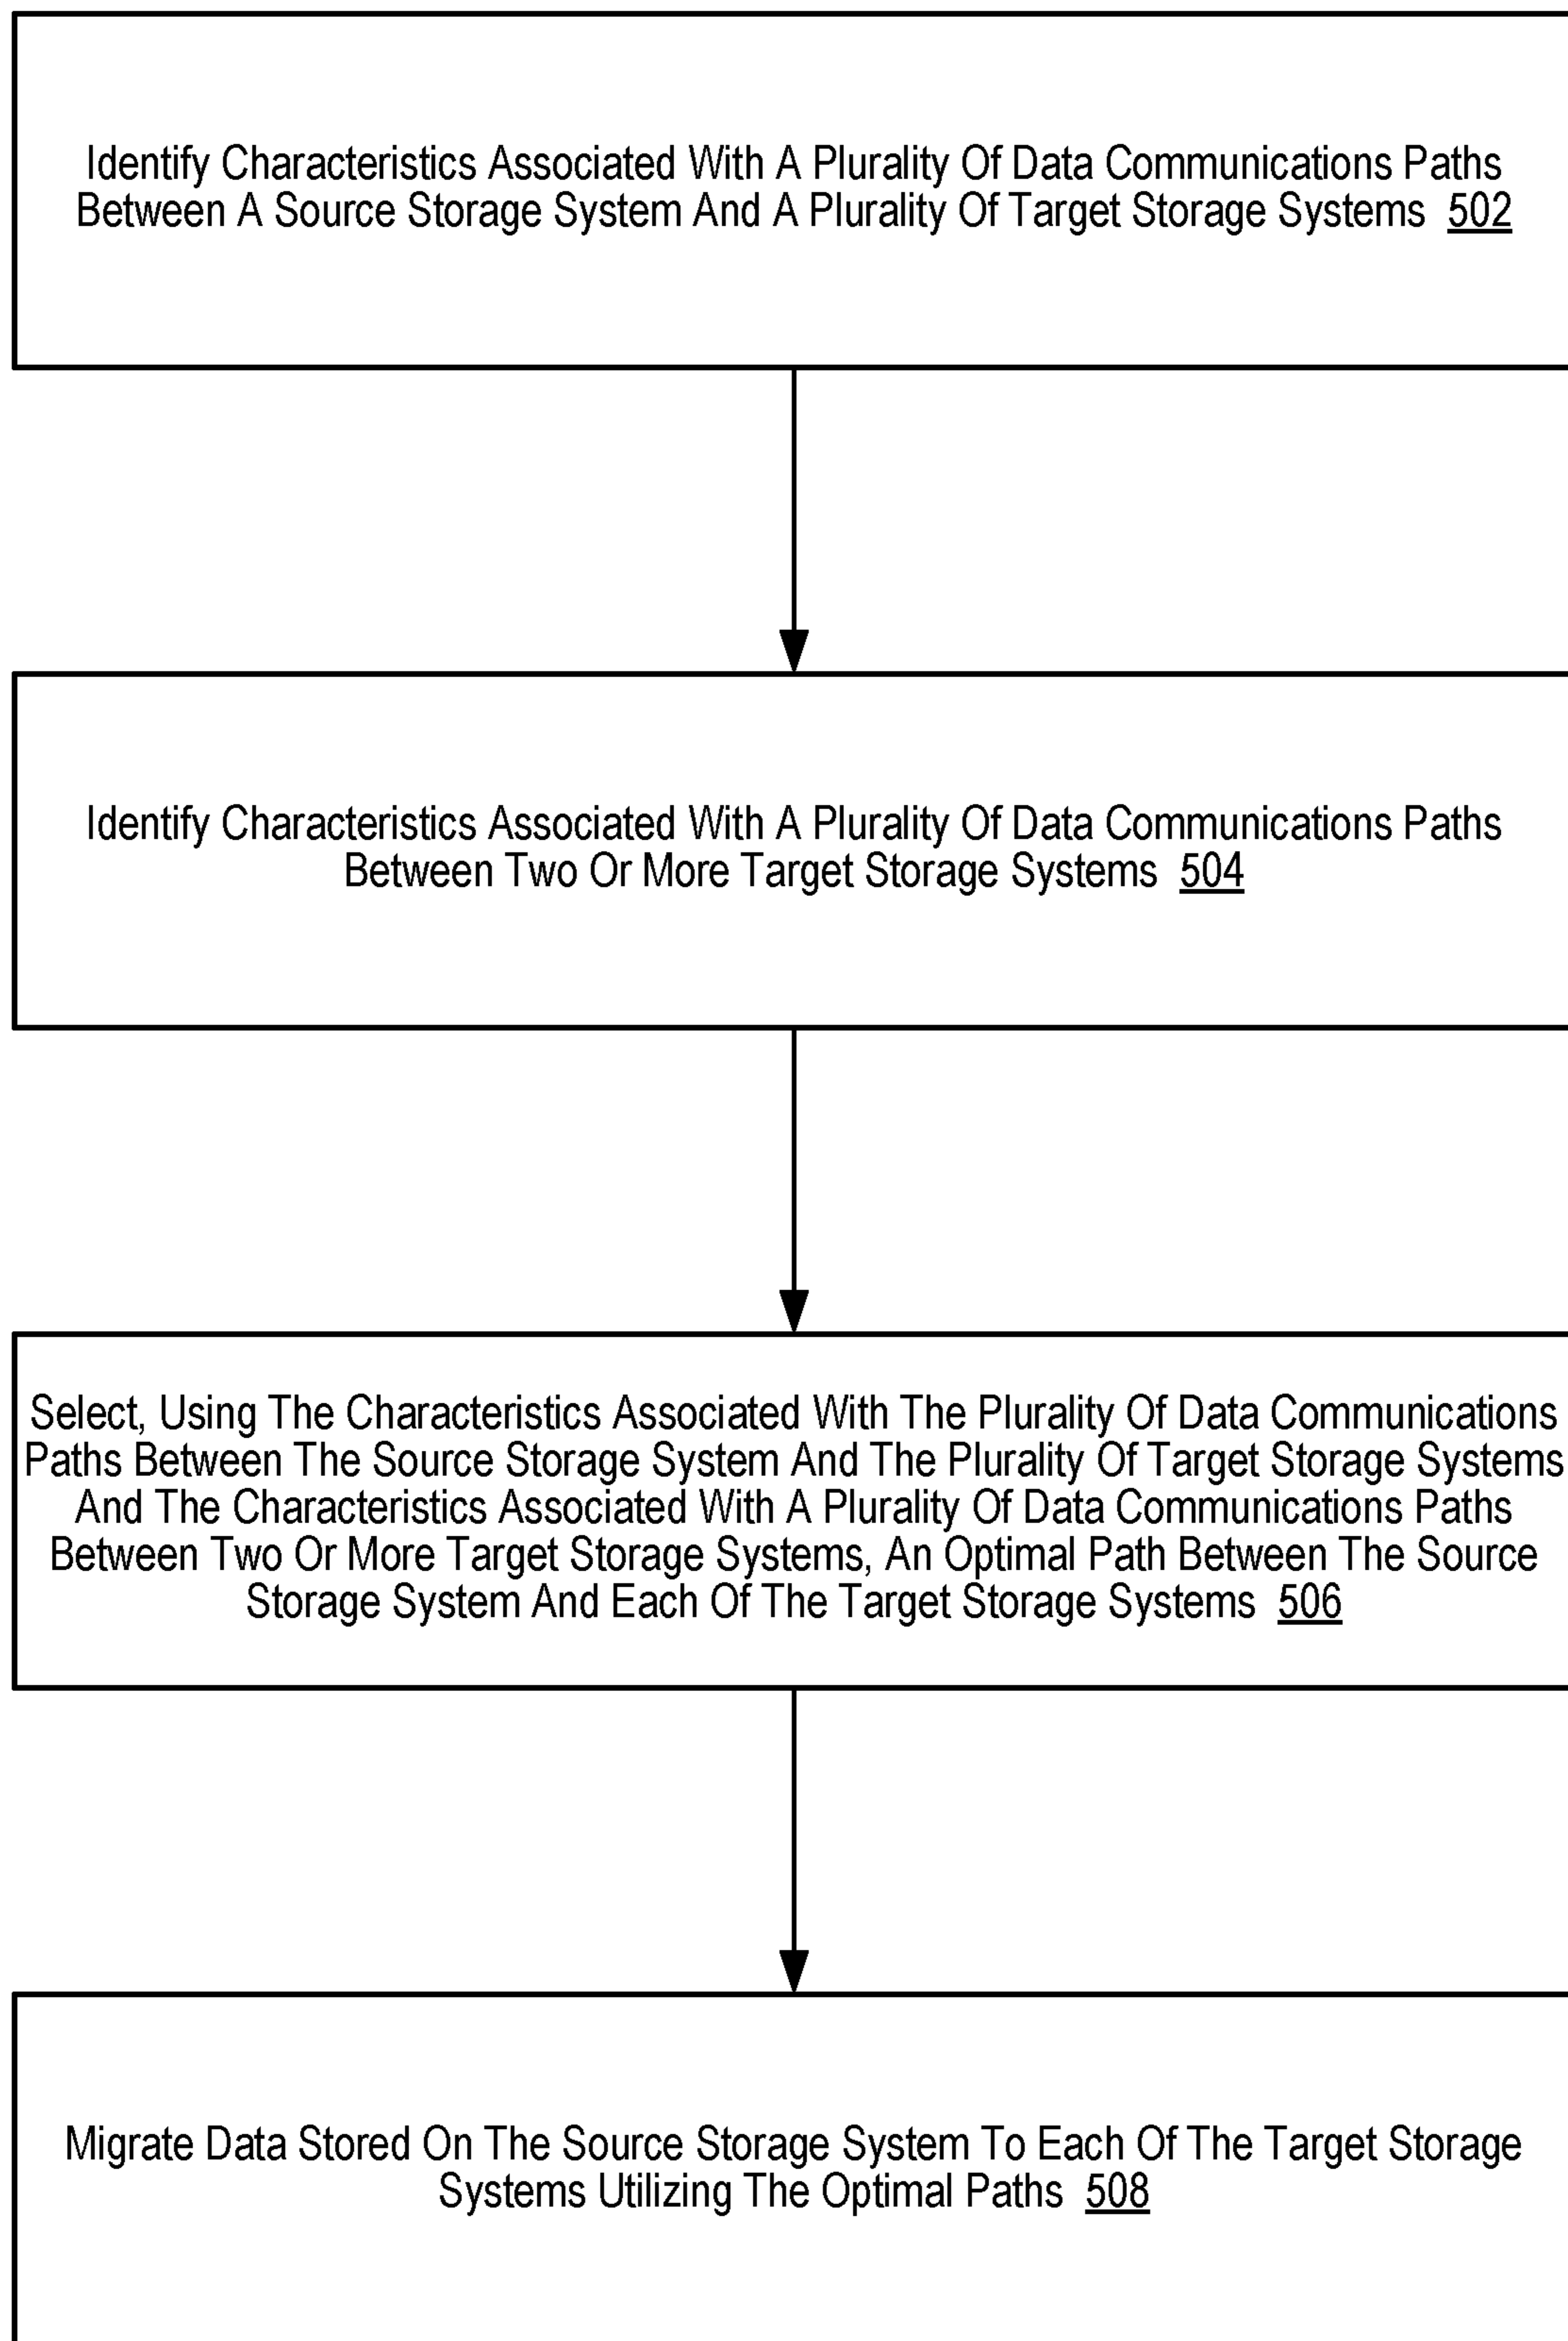 Identify Characteristics Associated With A Plurality Of Data Communications Paths
Between A Source Storage System And A Plurality Of Target Storage Systems 502
Identify Characteristics Associated With A Plurality Of Data Communications Paths
Between Two Or More Target Storage Systems 504
Select, Using The Characteristics Associated With The Plurality Of Data Communications
Paths Between The Source Storage System And The Plurality Of Target Storage Systems
And The Characteristics Associated With A Plurality Of Data Communications Paths
Between Two Or More Target Storage Systems, An Optimal Path Between The Source
Storage System And Each Of The Target Storage Systems 506
Migrate Data Stored On The Source Storage System To Each Of The Target Storage
Systems Utilizing The Optimal Paths 508